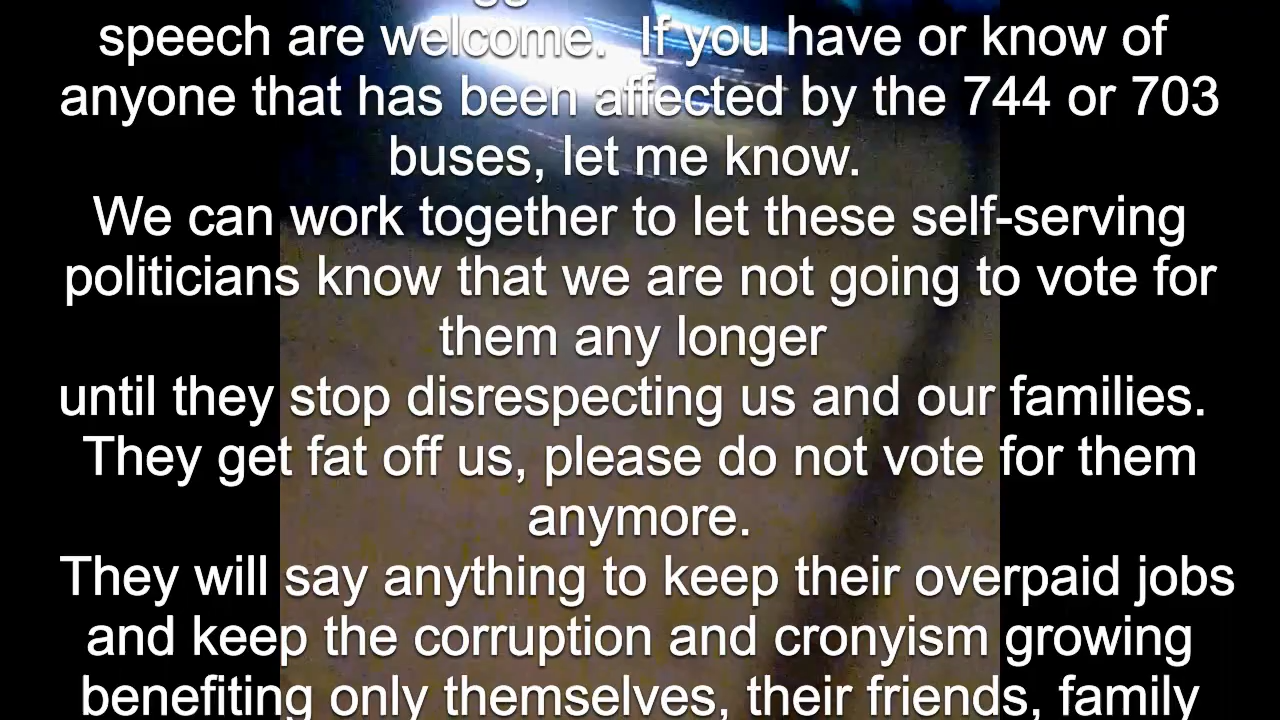 speech are welcome.  If you have or know of
anyone that has been affected by the 744 or 703
buses, let me know.
We can work together to let these self-serving
politicians know that we are not going to vote for
them any longer
until they stop disrespecting us and our families.
They get fat off us, please do not vote for them
anymore.
They will say anything to keep their overpaid jobs
and keep the corruption and cronyism growing
benefiting only themselves, their friends, family